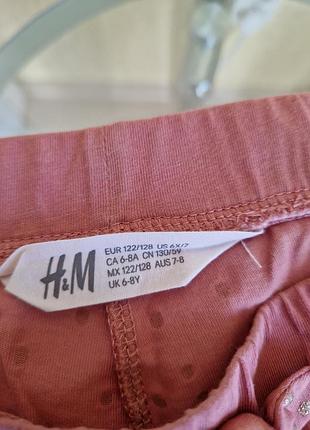 H&M
EUR 122/128 US 6X/7
CA 6-8A CN 130/59
MX 122/128 AUS 7-8
UK 6-8Y